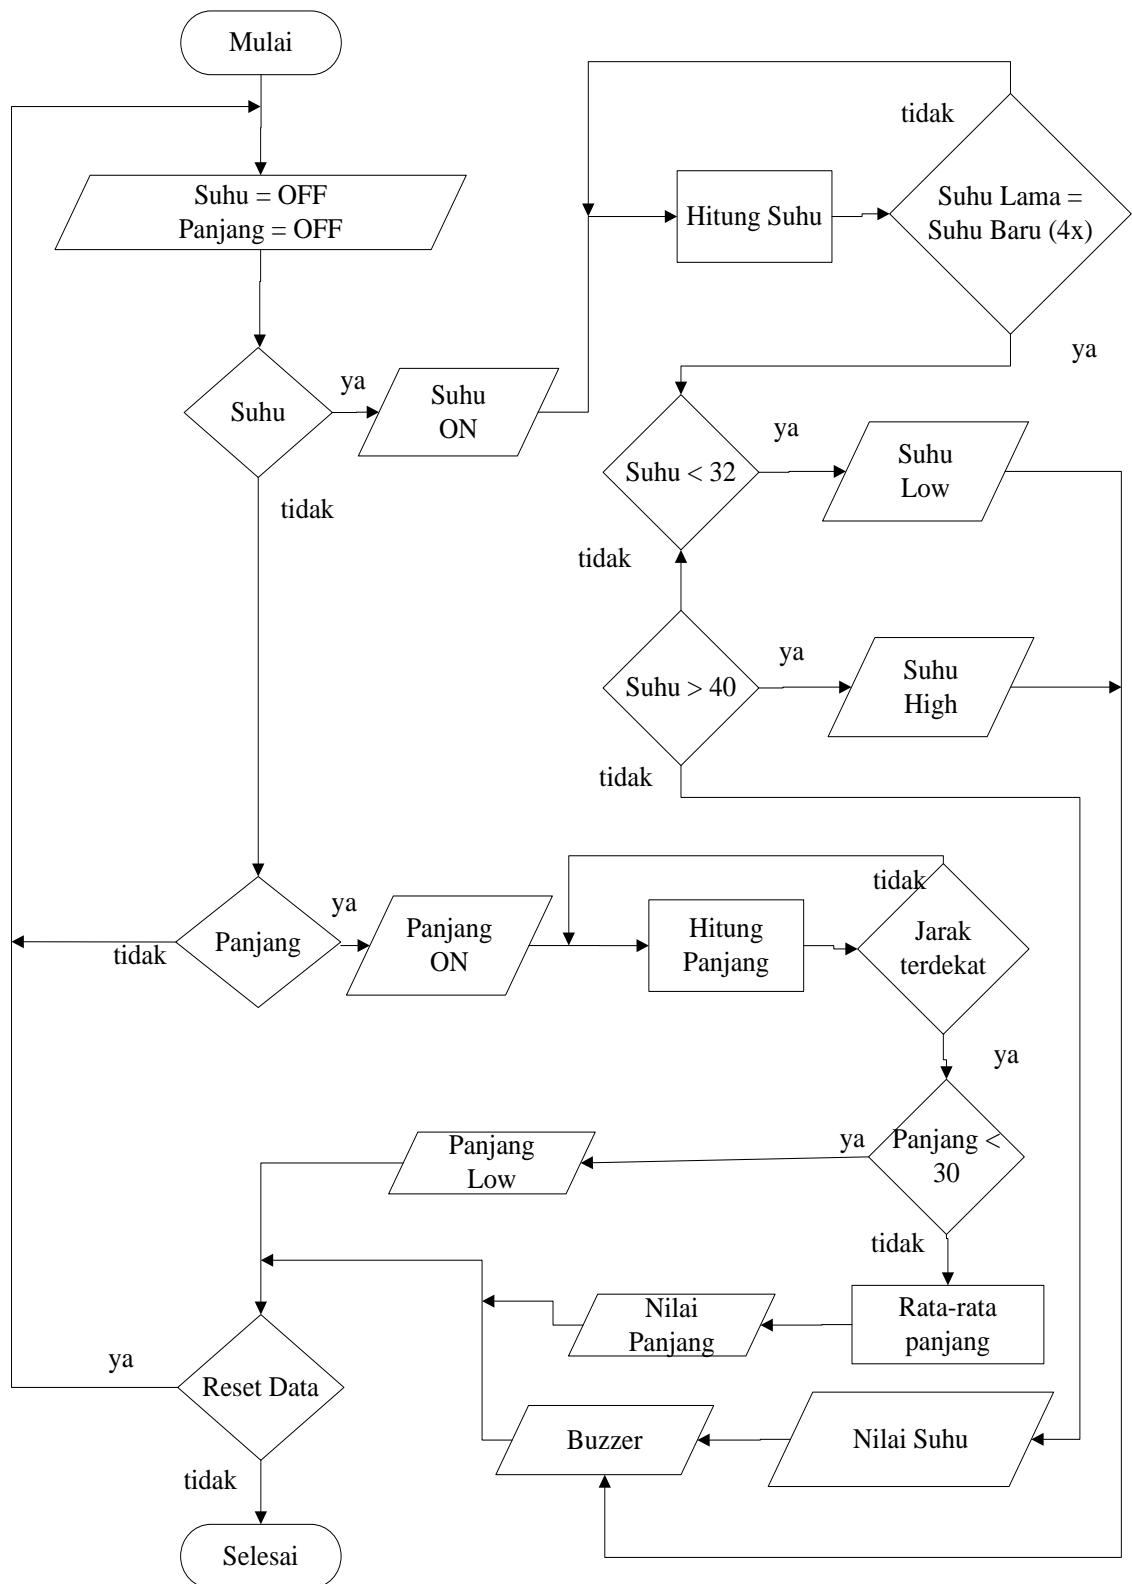 Mulai
tidak
Suhu = OFF
Panjang = OFF
Hitung Suhu
Suhu Lama =
Suhu Baru (4x)
ya
Suhu
ya
Suhu
ON
tidak
Suhu < 32
ya
Suhu
Low
tidak
Suhu > 40
ya
Suhu
High
tidak
Panjang
tidak
ya
Panjang
ON
Hitung
Panjang
tidak
Jarak
terdekat
ya
Panjang <
30
ya
Panjang
Low
tidak
Rata-rata
panjang
Nilai
Panjang
Reset Data
ya
Buzzer
Nilai Suhu
tidak
Selesai